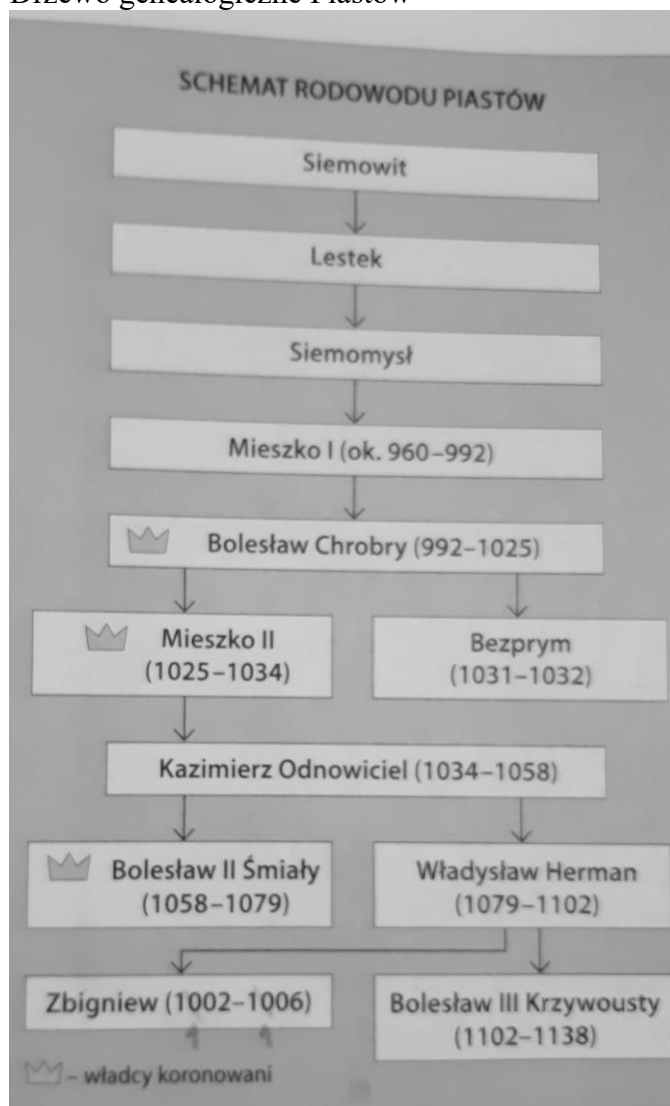 Drzewo genealogiczne Piastów
SCHEMAT RODOWODU PIASTÓW
Siemowit
Lestek
Siemomysł
Mieszko I (ok. 960–992)
Bolesław Chrobry (992–1025)
Mieszko II
(1025–1034)
Bezprym
(1031–1032)
Kazimierz Odnowiciel (1034–1058)
Bolesław II Śmiały
(1058–1079)
Władysław Herman
(1079–1102)
Zbigniew (1002–1006)
1 1
Bolesław III Krzywousty
(1102–1138)
– władcy koronowani